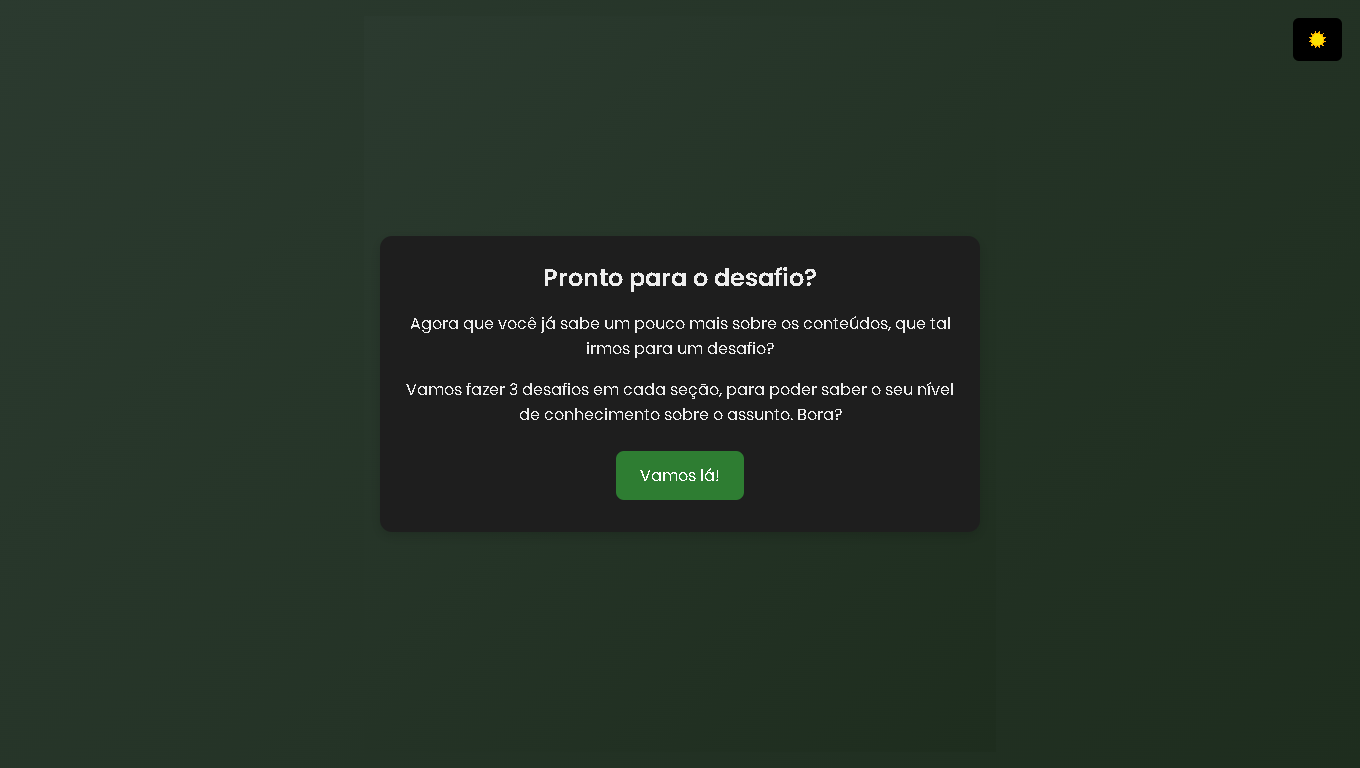 Pronto para o desafio?
Agora que você já sabe um pouco mais sobre os conteúdos, que tal
irmos para um desafio?
Vamos fazer 3 desafios em cada seção, para poder saber o seu nível
de conhecimento sobre o assunto. Bora?
Vamos lá!